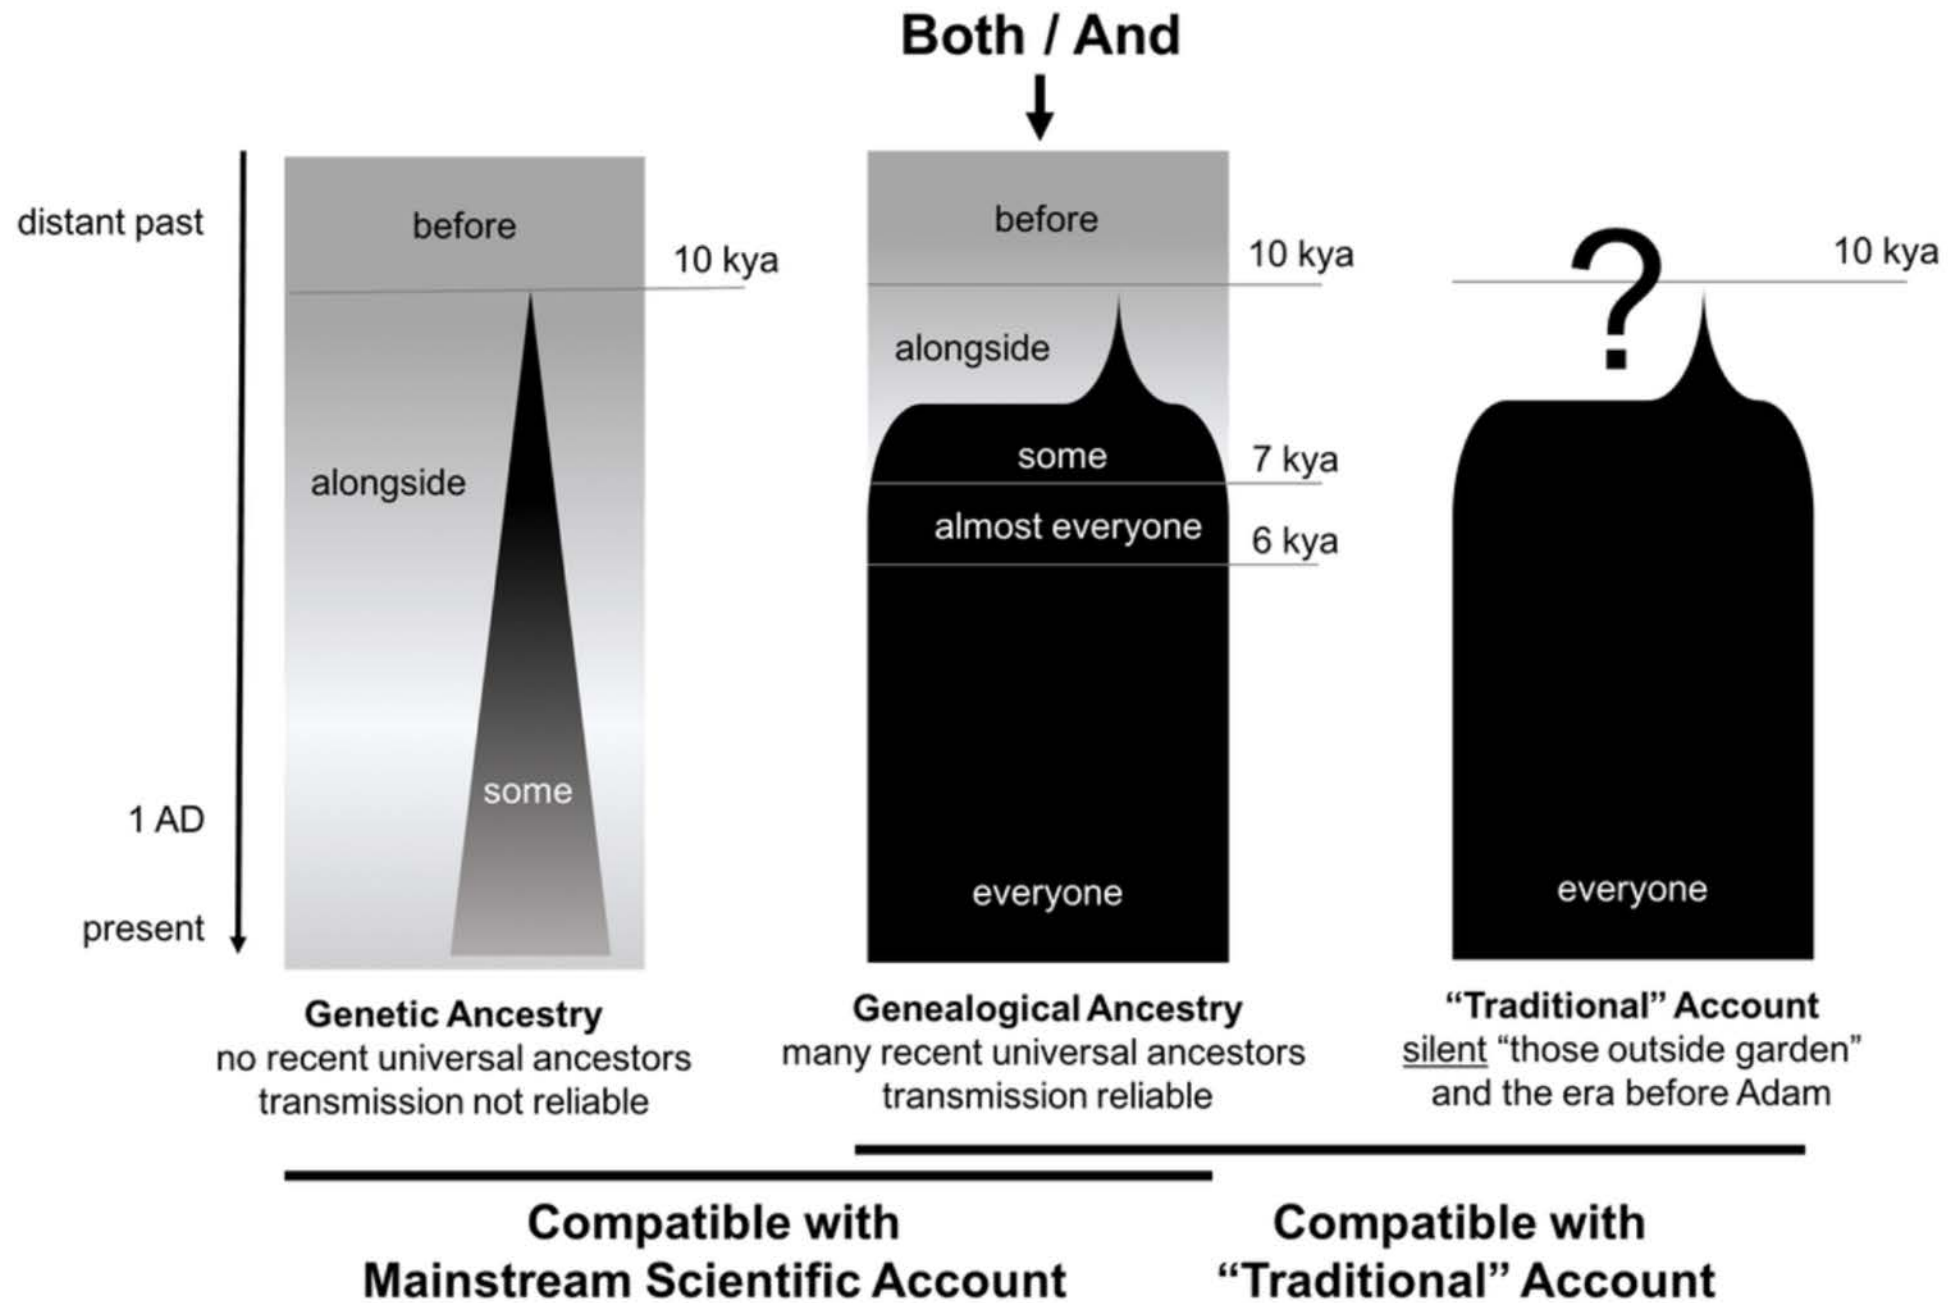 Both / And
distant past
1 AD
present
before
10 kya
alongside
some
Genetic Ancestry
no recent universal ancestors
transmission not reliable
before
10 kya
alongside
some
7 kya
almost everyone
6 kya
everyone
Genealogical Ancestry
many recent universal ancestors
transmission reliable
?
10 kya
everyone
“Traditional” Account
silent “those outside garden”
and the era before Adam
Compatible with
Mainstream Scientific Account
Compatible with
“Traditional” Account